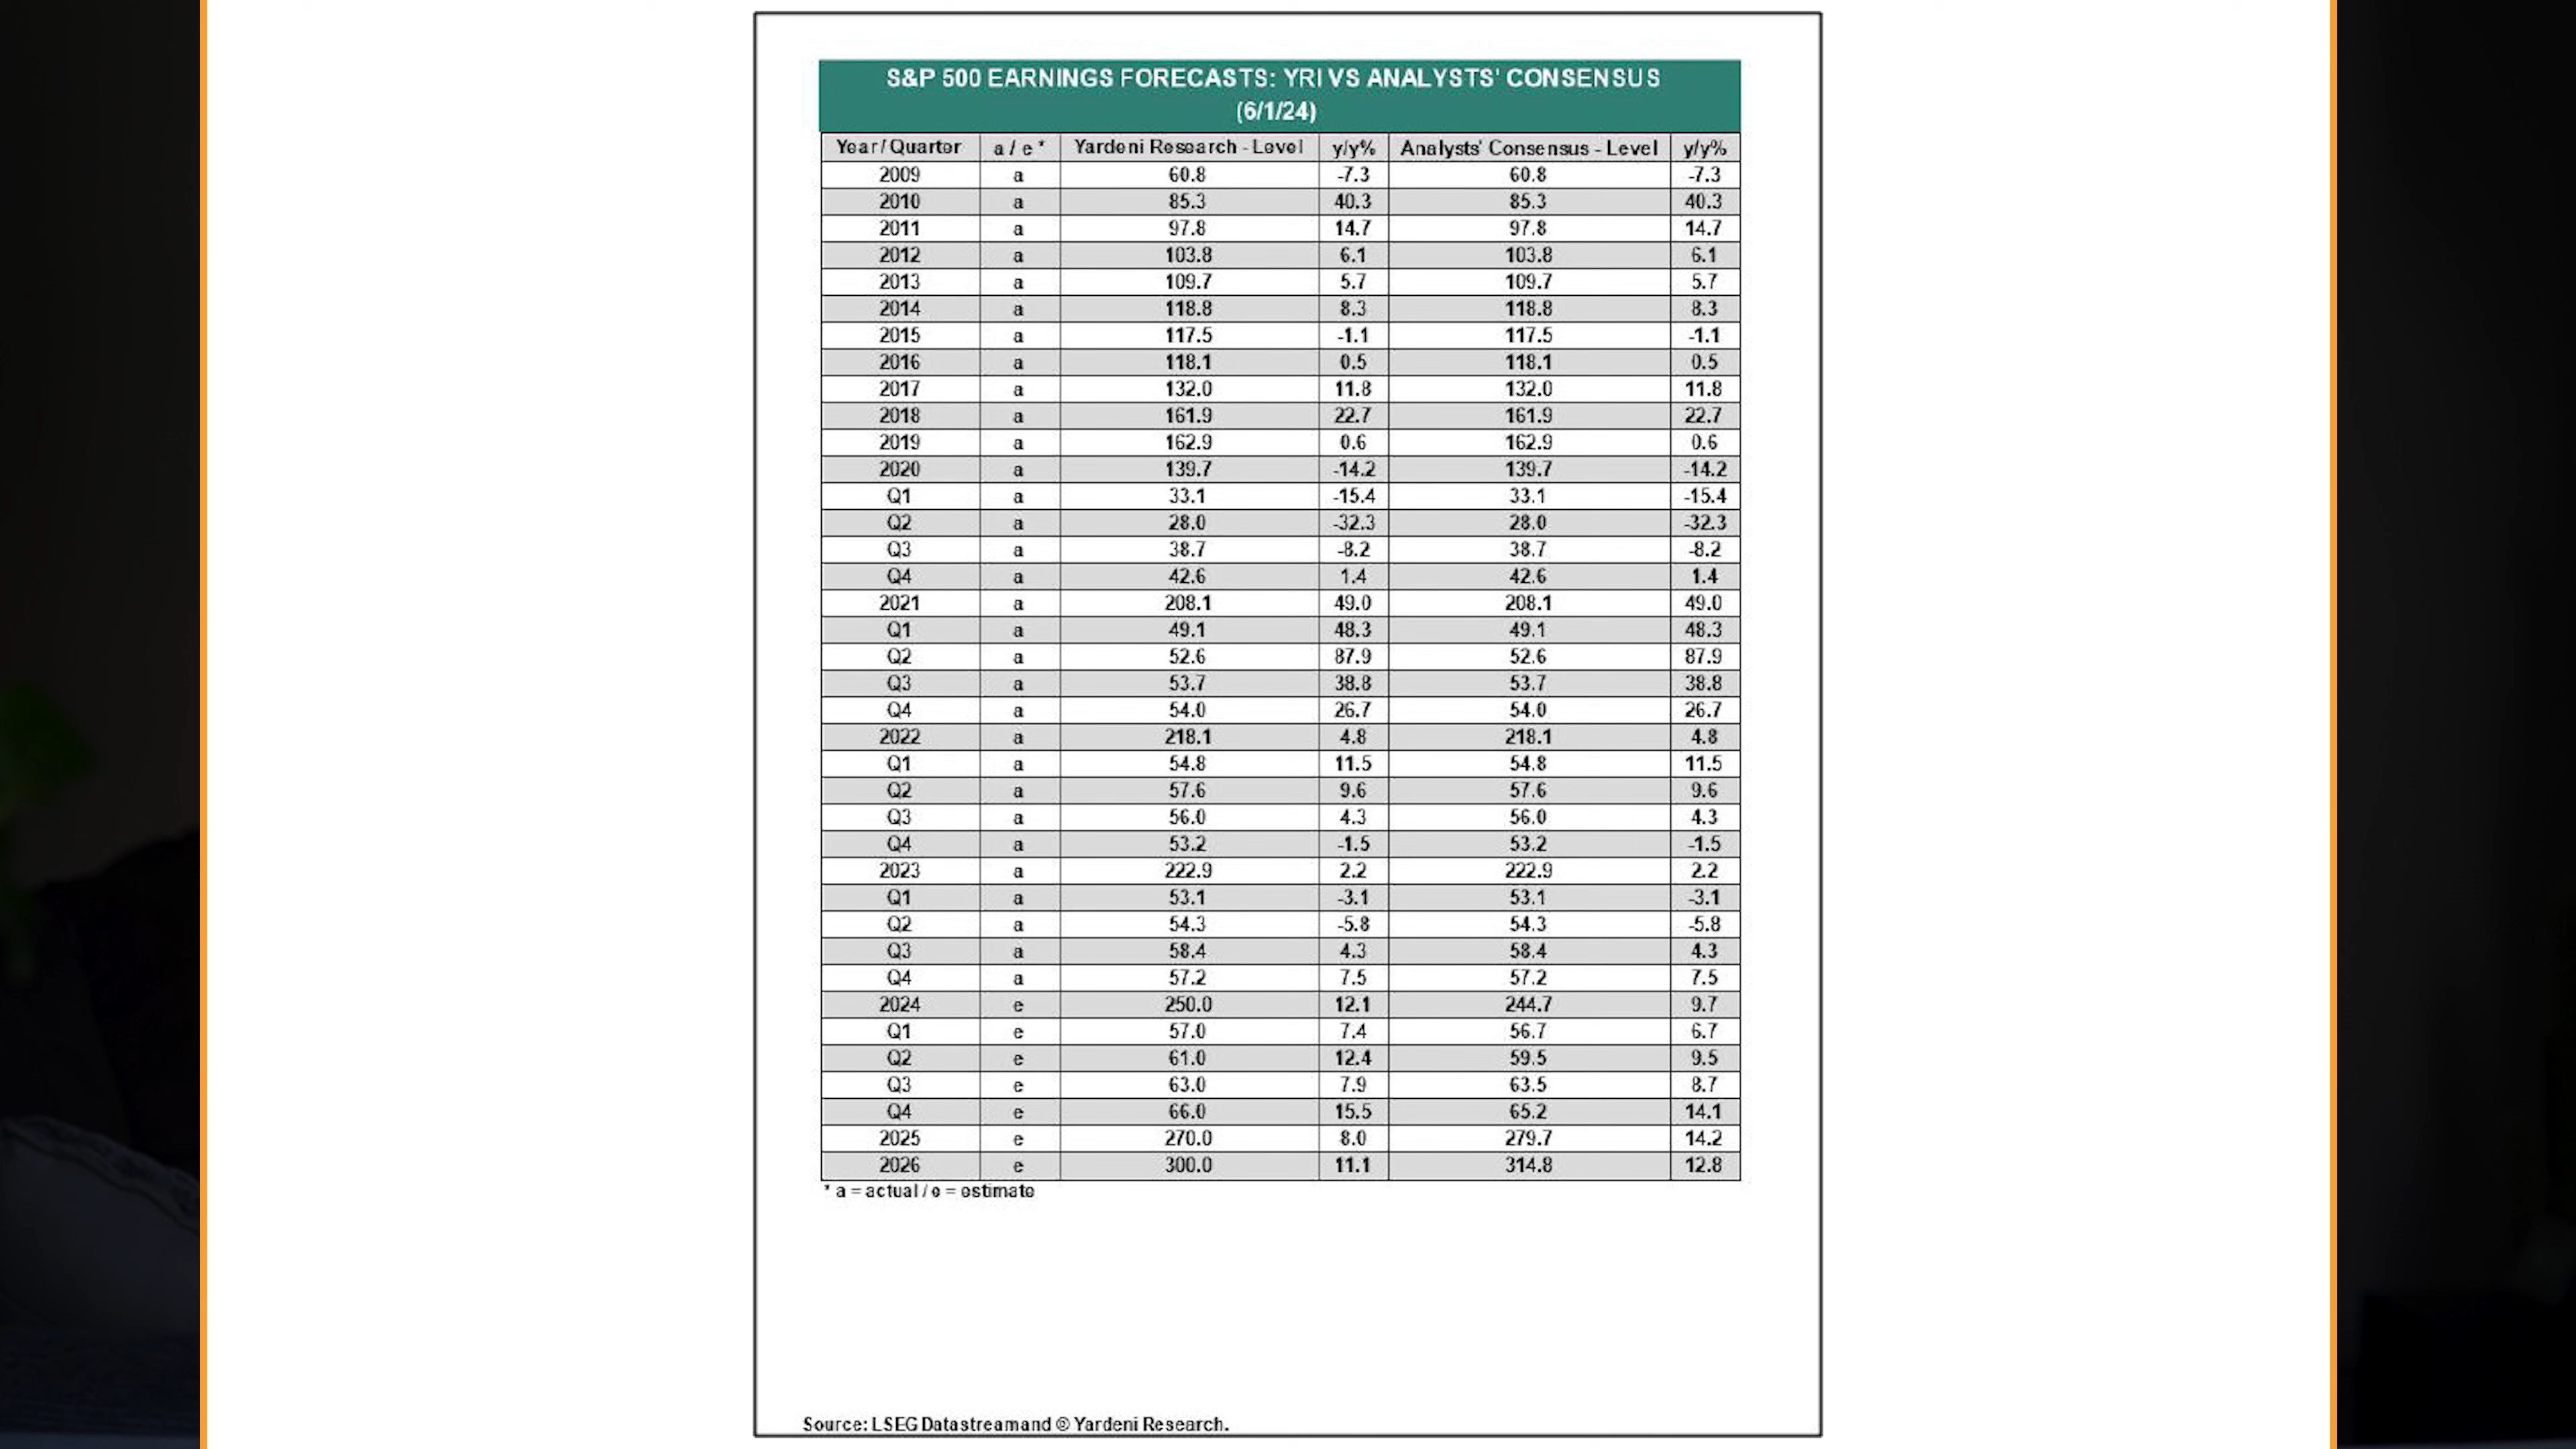 S&P 500 EARNINGS FORECASTS: YRI VS ANALYSTS' CONSENSUS
(6/1/24)
Year / Quarter a / e * Yardeni Research - Level y/y% Analysts' Consensus - Level y/y%
2009 a 60.8 -7.3 60.8 -7.3
2010 a 85.3 40.3 85.3 40.3
2011 a 97.8 14.7 97.8 14.7
2012 a 103.8 6.1 103.8 6.1
2013 a 109.7 5.7 109.7 5.7
2014 a 118.8 8.3 118.8 8.3
2015 a 117.5 -1.1 117.5 -1.1
2016 a 118.1 0.5 118.1 0.5
2017 a 132.0 11.8 132.0 11.8
2018 a 161.9 22.7 161.9 22.7
2019 a 162.9 0.6 162.9 0.6
2020 a 139.7 -14.2 139.7 -14.2
Q1 a 33.1 -15.4 33.1 -15.4
Q2 a 28.0 -32.3 28.0 -32.3
Q3 a 38.7 -8.2 38.7 -8.2
Q4 a 42.6 1.4 42.6 1.4
2021 a 208.1 49.0 208.1 49.0
Q1 a 49.1 48.3 49.1 48.3
Q2 a 52.6 87.9 52.6 87.9
Q3 a 53.7 38.8 53.7 38.8
Q4 a 54.0 26.7 54.0 26.7
2022 a 218.1 4.8 218.1 4.8
Q1 a 54.8 11.5 54.8 11.5
Q2 a 57.6 9.6 57.6 9.6
Q3 a 56.0 4.3 56.0 4.3
Q4 a 53.2 -1.5 53.2 -1.5
2023 a 222.9 2.2 222.9 2.2
Q1 a 53.1 -3.1 53.1 -3.1
Q2 a 54.3 -5.8 54.3 -5.8
Q3 a 58.4 4.3 58.4 4.3
Q4 a 57.2 7.5 57.2 7.5
2024 e 250.0 12.1 244.7 9.7
Q1 e 57.0 7.4 56.7 6.7
Q2 e 61.0 12.4 59.5 9.5
Q3 e 63.0 7.9 63.5 8.7
Q4 e 66.0 15.5 65.2 14.1
2025 e 270.0 8.0 279.7 14.2
2026 e 300.0 11.1 314.8 12.8
* a = actual / e = estimate
Source: LSEG Datastreamand © Yardeni Research.